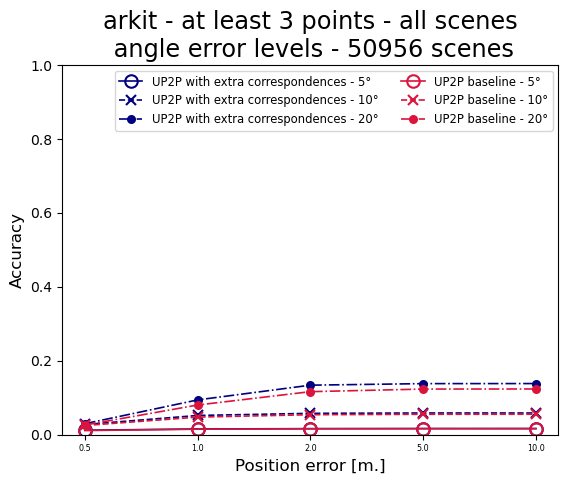 arkit - at least 3 points - all scenes
angle error levels - 50956 scenes
UP2P with extra correspondences - 5°
UP2P with extra correspondences - 10°
UP2P with extra correspondences - 20°
UP2P baseline - 5°
UP2P baseline - 10°
UP2P baseline - 20°
Accuracy
1.0
0.8
0.6
0.4
0.2
0.0
0.5 1.0 2.0 5.0 10.0
Position error [m.]